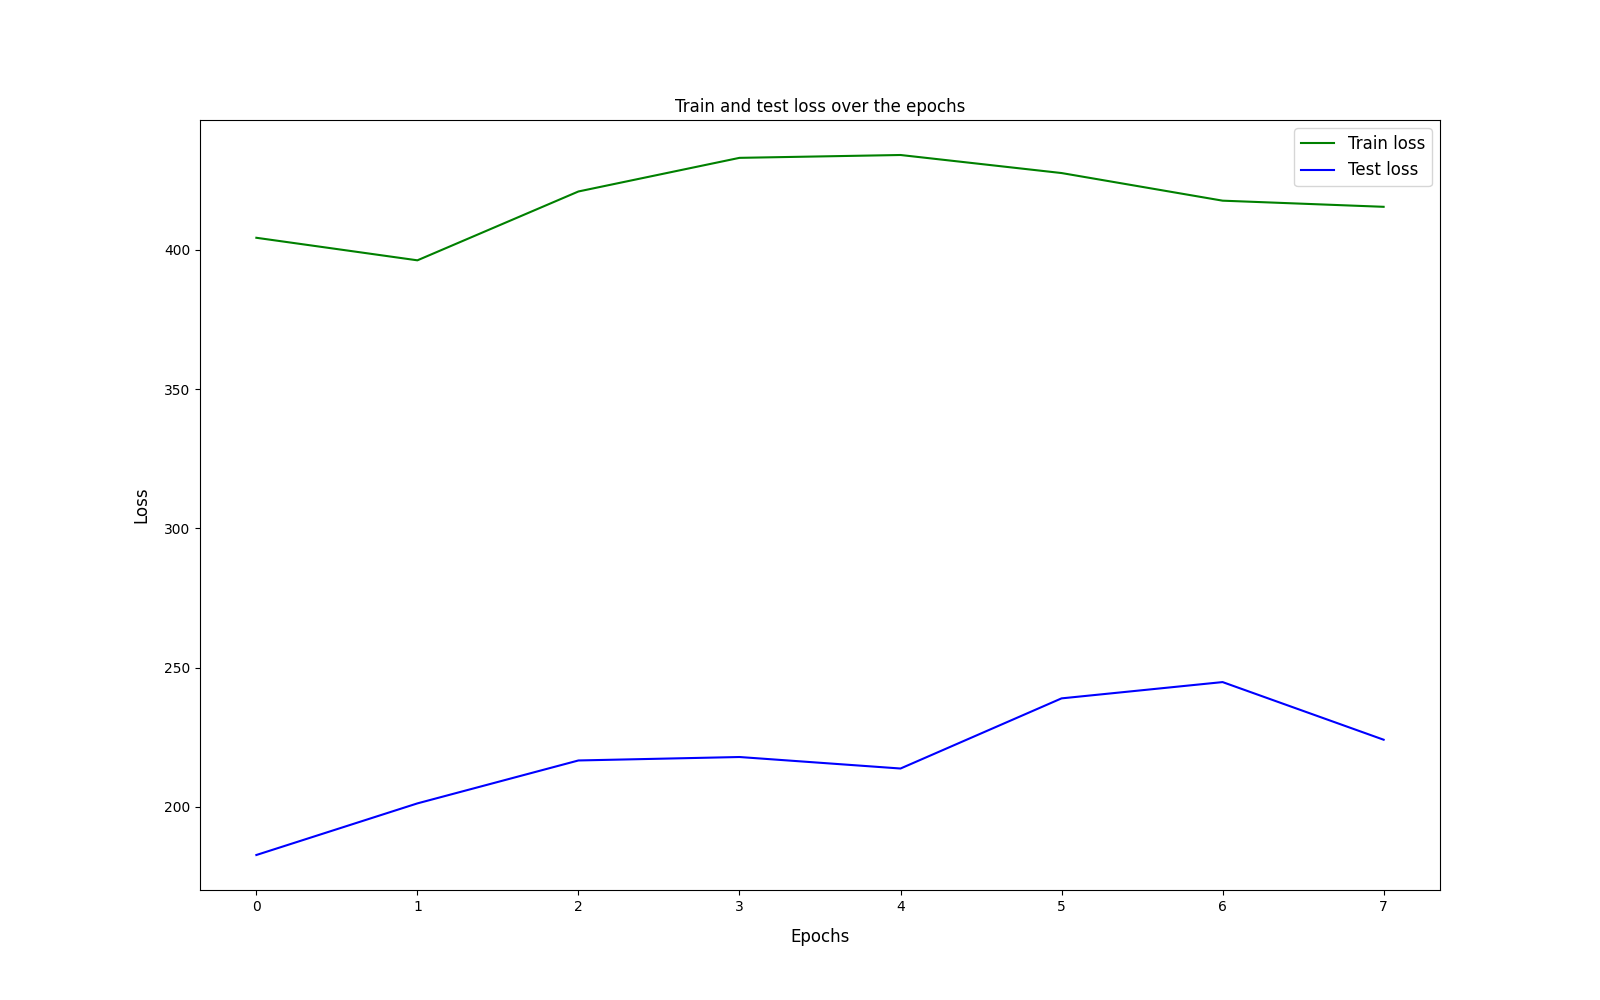 Train and test loss over the epochs
Train loss
Test loss
400
350
300
250
200
Loss
0 1 2 3 4 5 6 7
Epochs